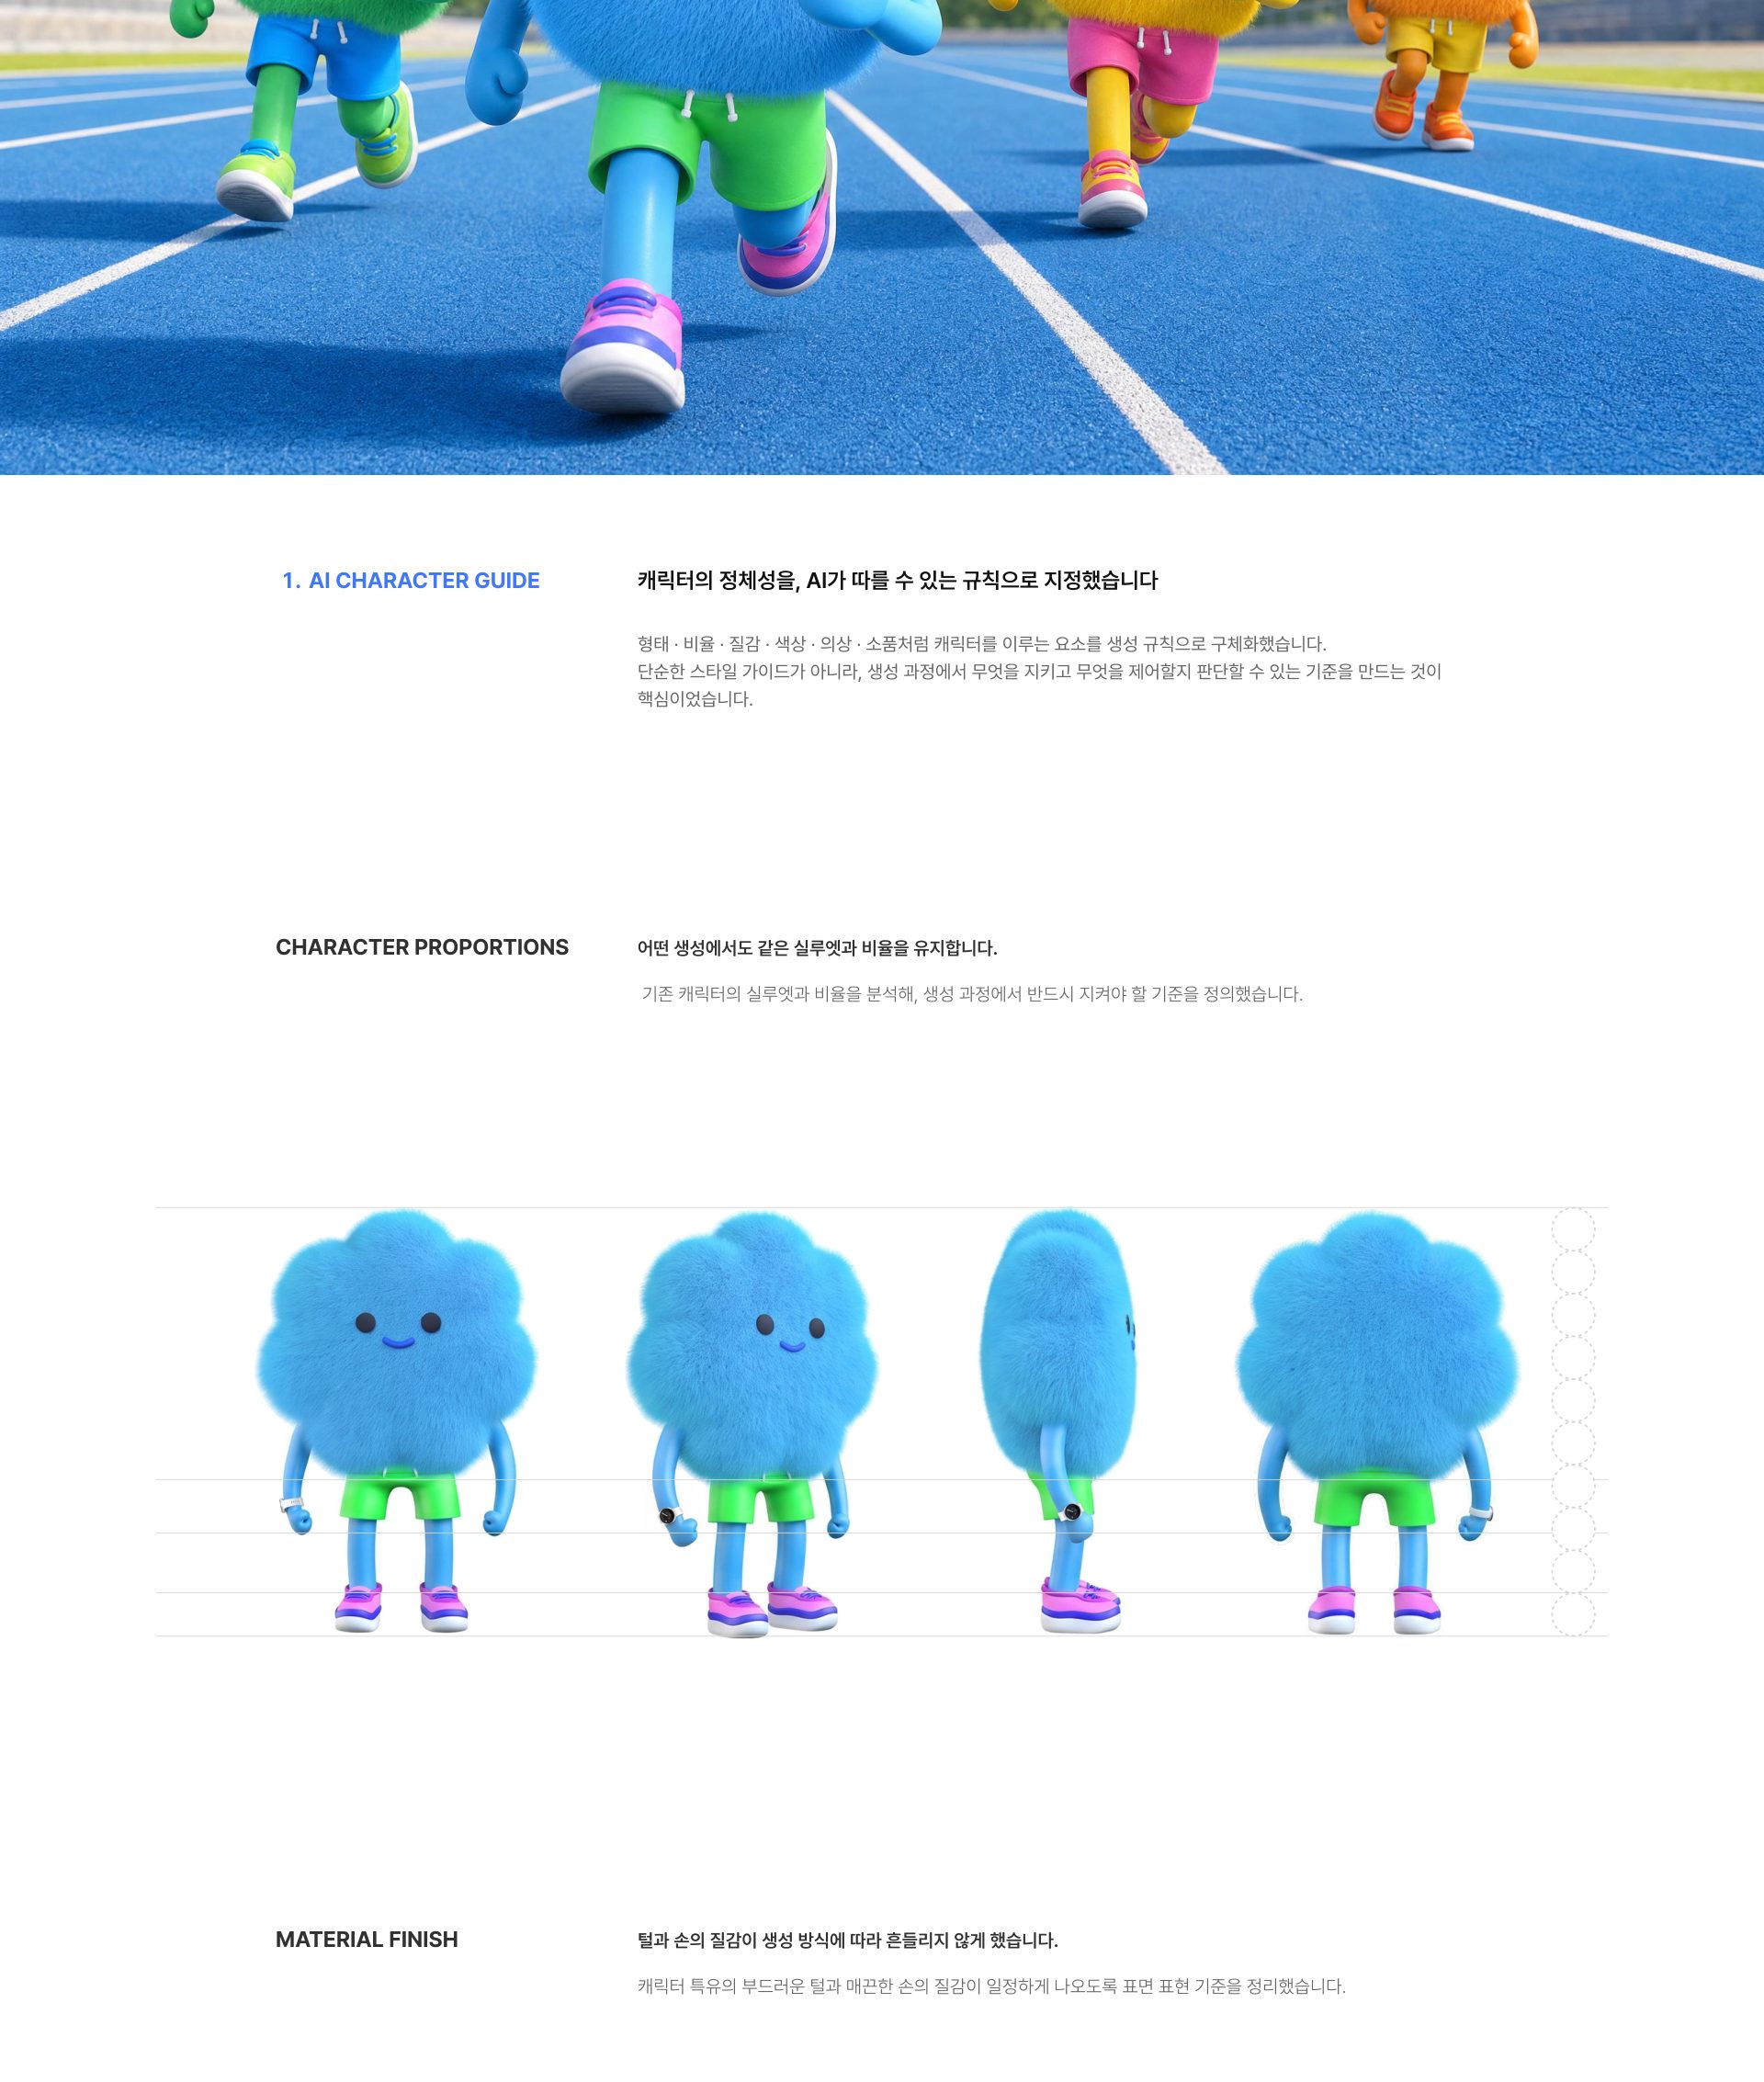 1. AI CHARACTER GUIDE
캐릭터의 정체성을, AI가 따를 수 있는 규칙으로 지정했습니다
형태 · 비율 · 질감 · 색상 · 의상 · 소품처럼 캐릭터를 이루는 요소를 생성 규칙으로 구체화했습니다.
단순한 스타일 가이드가 아니라, 생성 과정에서 무엇을 지키고 무엇을 제어할지 판단할 수 있는 기준을 만드는 것이
핵심이었습니다.
CHARACTER PROPORTIONS
어떤 생성에서도 같은 실루엣과 비율을 유지합니다.
기존 캐릭터의 실루엣과 비율을 분석해, 생성 과정에서 반드시 지켜야 할 기준을 정의했습니다.
MATERIAL FINISH
털과 손의 질감이 생성 방식에 따라 흔들리지 않게 했습니다.
캐릭터 특유의 부드러운 털과 매끈한 손의 질감이 일정하게 나오도록 표면 표현 기준을 정리했습니다.